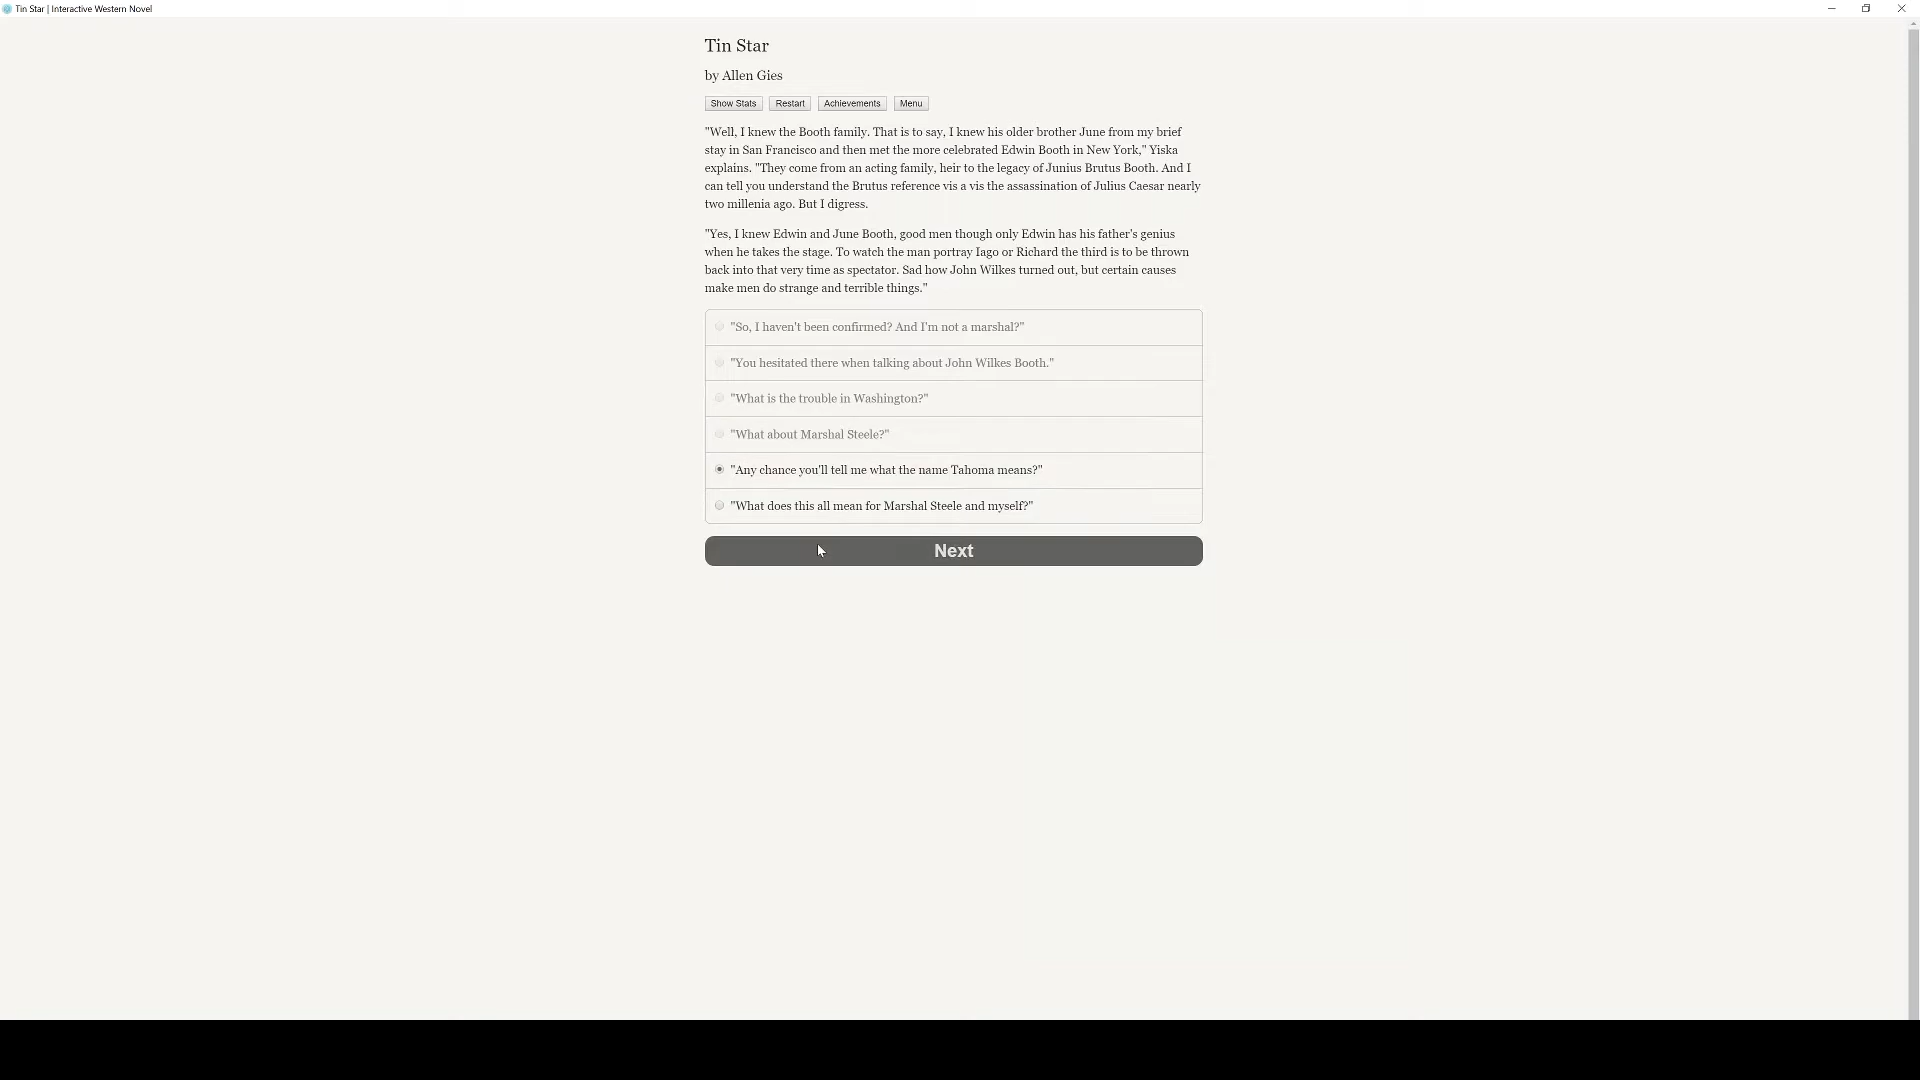 Tin Star | Interactive Western Novel
Tin Star
by Allen Gies
Show Stats Restart Achievements Menu
"Well, I knew the Booth family. That is to say, I knew his older brother June from my brief
stay in San Francisco and then met the more celebrated Edwin Booth in New York," Yiska
explains. "They come from an acting family, heir to the legacy of Junius Brutus Booth. And I
can tell you understand the Brutus reference vis a vis the assassination of Julius Caesar nearly
two millenia ago. But I digress.
"Yes, I knew Edwin and June Booth, good men though only Edwin has his father's genius
when he takes the stage. To watch the man portray Iago or Richard the third is to be thrown
back into that very time as spectator. Sad how John Wilkes turned out, but certain causes
make men do strange and terrible things."
"So, I haven't been confirmed? And I'm not a marshal?"
"You hesitated there when talking about John Wilkes Booth."
"What is the trouble in Washington?"
"What about Marshal Steele?"
"Any chance you'll tell me what the name Tahoma means?"
"What does this all mean for Marshal Steele and myself?"
Next